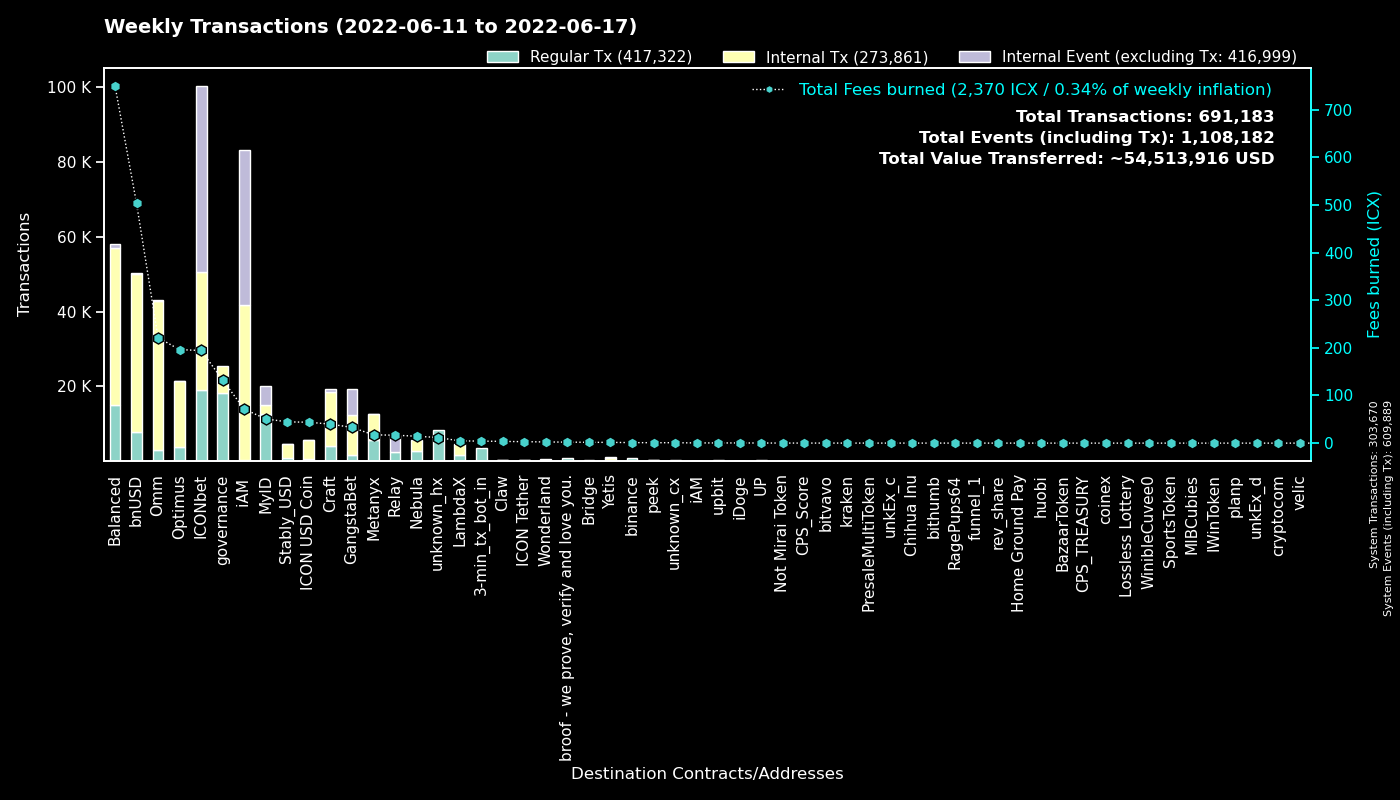 Weekly Transactions (2022-06-11 to 2022-06-17)
Regular Tx (417,322)
Internal Tx (273,861)
Internal Event (excluding Tx: 416,999)
Total Fees burned (2,370 ICX / 0.34% of weekly inflation)
Total Transactions: 691,183
Total Events (including Tx): 1,108,182
Total Value Transferred: ~54,513,916 USD
Transactions
100 K
80 K
60 K
40 K
20 K
700
600
500
400
300
200
100
0
Fees burned (ICX)
System Transactions: 303,670
System Events (including Tx): 609,889
Balanced
bnUSD
Omm
Optimus
ICONbet
governance
iAM
MyID
Stably_USD
ICON USD Coin
Craft
GangstaBet
Metanyx
Relay
Nebula
unknown_hx
LambdaX
3-min_tx_bot_in
Claw
ICON Tether
Wonderland
broof - we prove, verify and love you.
Bridge
Yetis
binance
peek
unknown_cx
iAM
upbit
iDoge
UP
Not Mirai Token
CPS_Score
bitvavo
kraken
PresaleMultiToken
unkEx_c
Chihua Inu
bithumb
RagePups64
funnel_1
rev_share
Home Ground Pay
huobi
BazaarToken
CPS_TREASURY
coinex
Lossless Lottery
WinbleCuvee0
SportsToken
MIBCubies
IWinToken
planp
unkEx_d
cryptocom
velic
Destination Contracts/Addresses